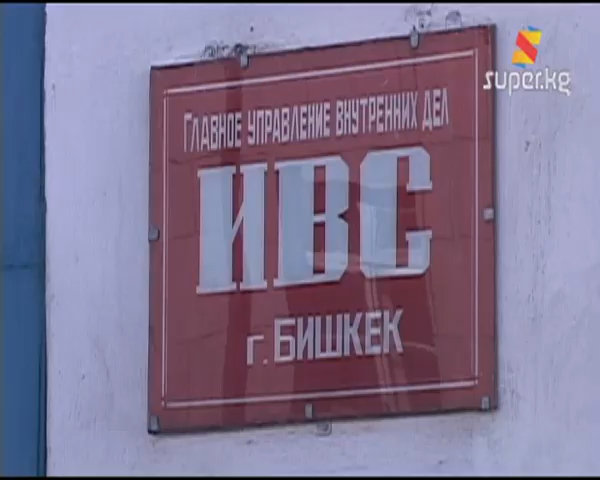 super.kg
Главное управление внутренних дел
ИВС
г. БИШКЕК